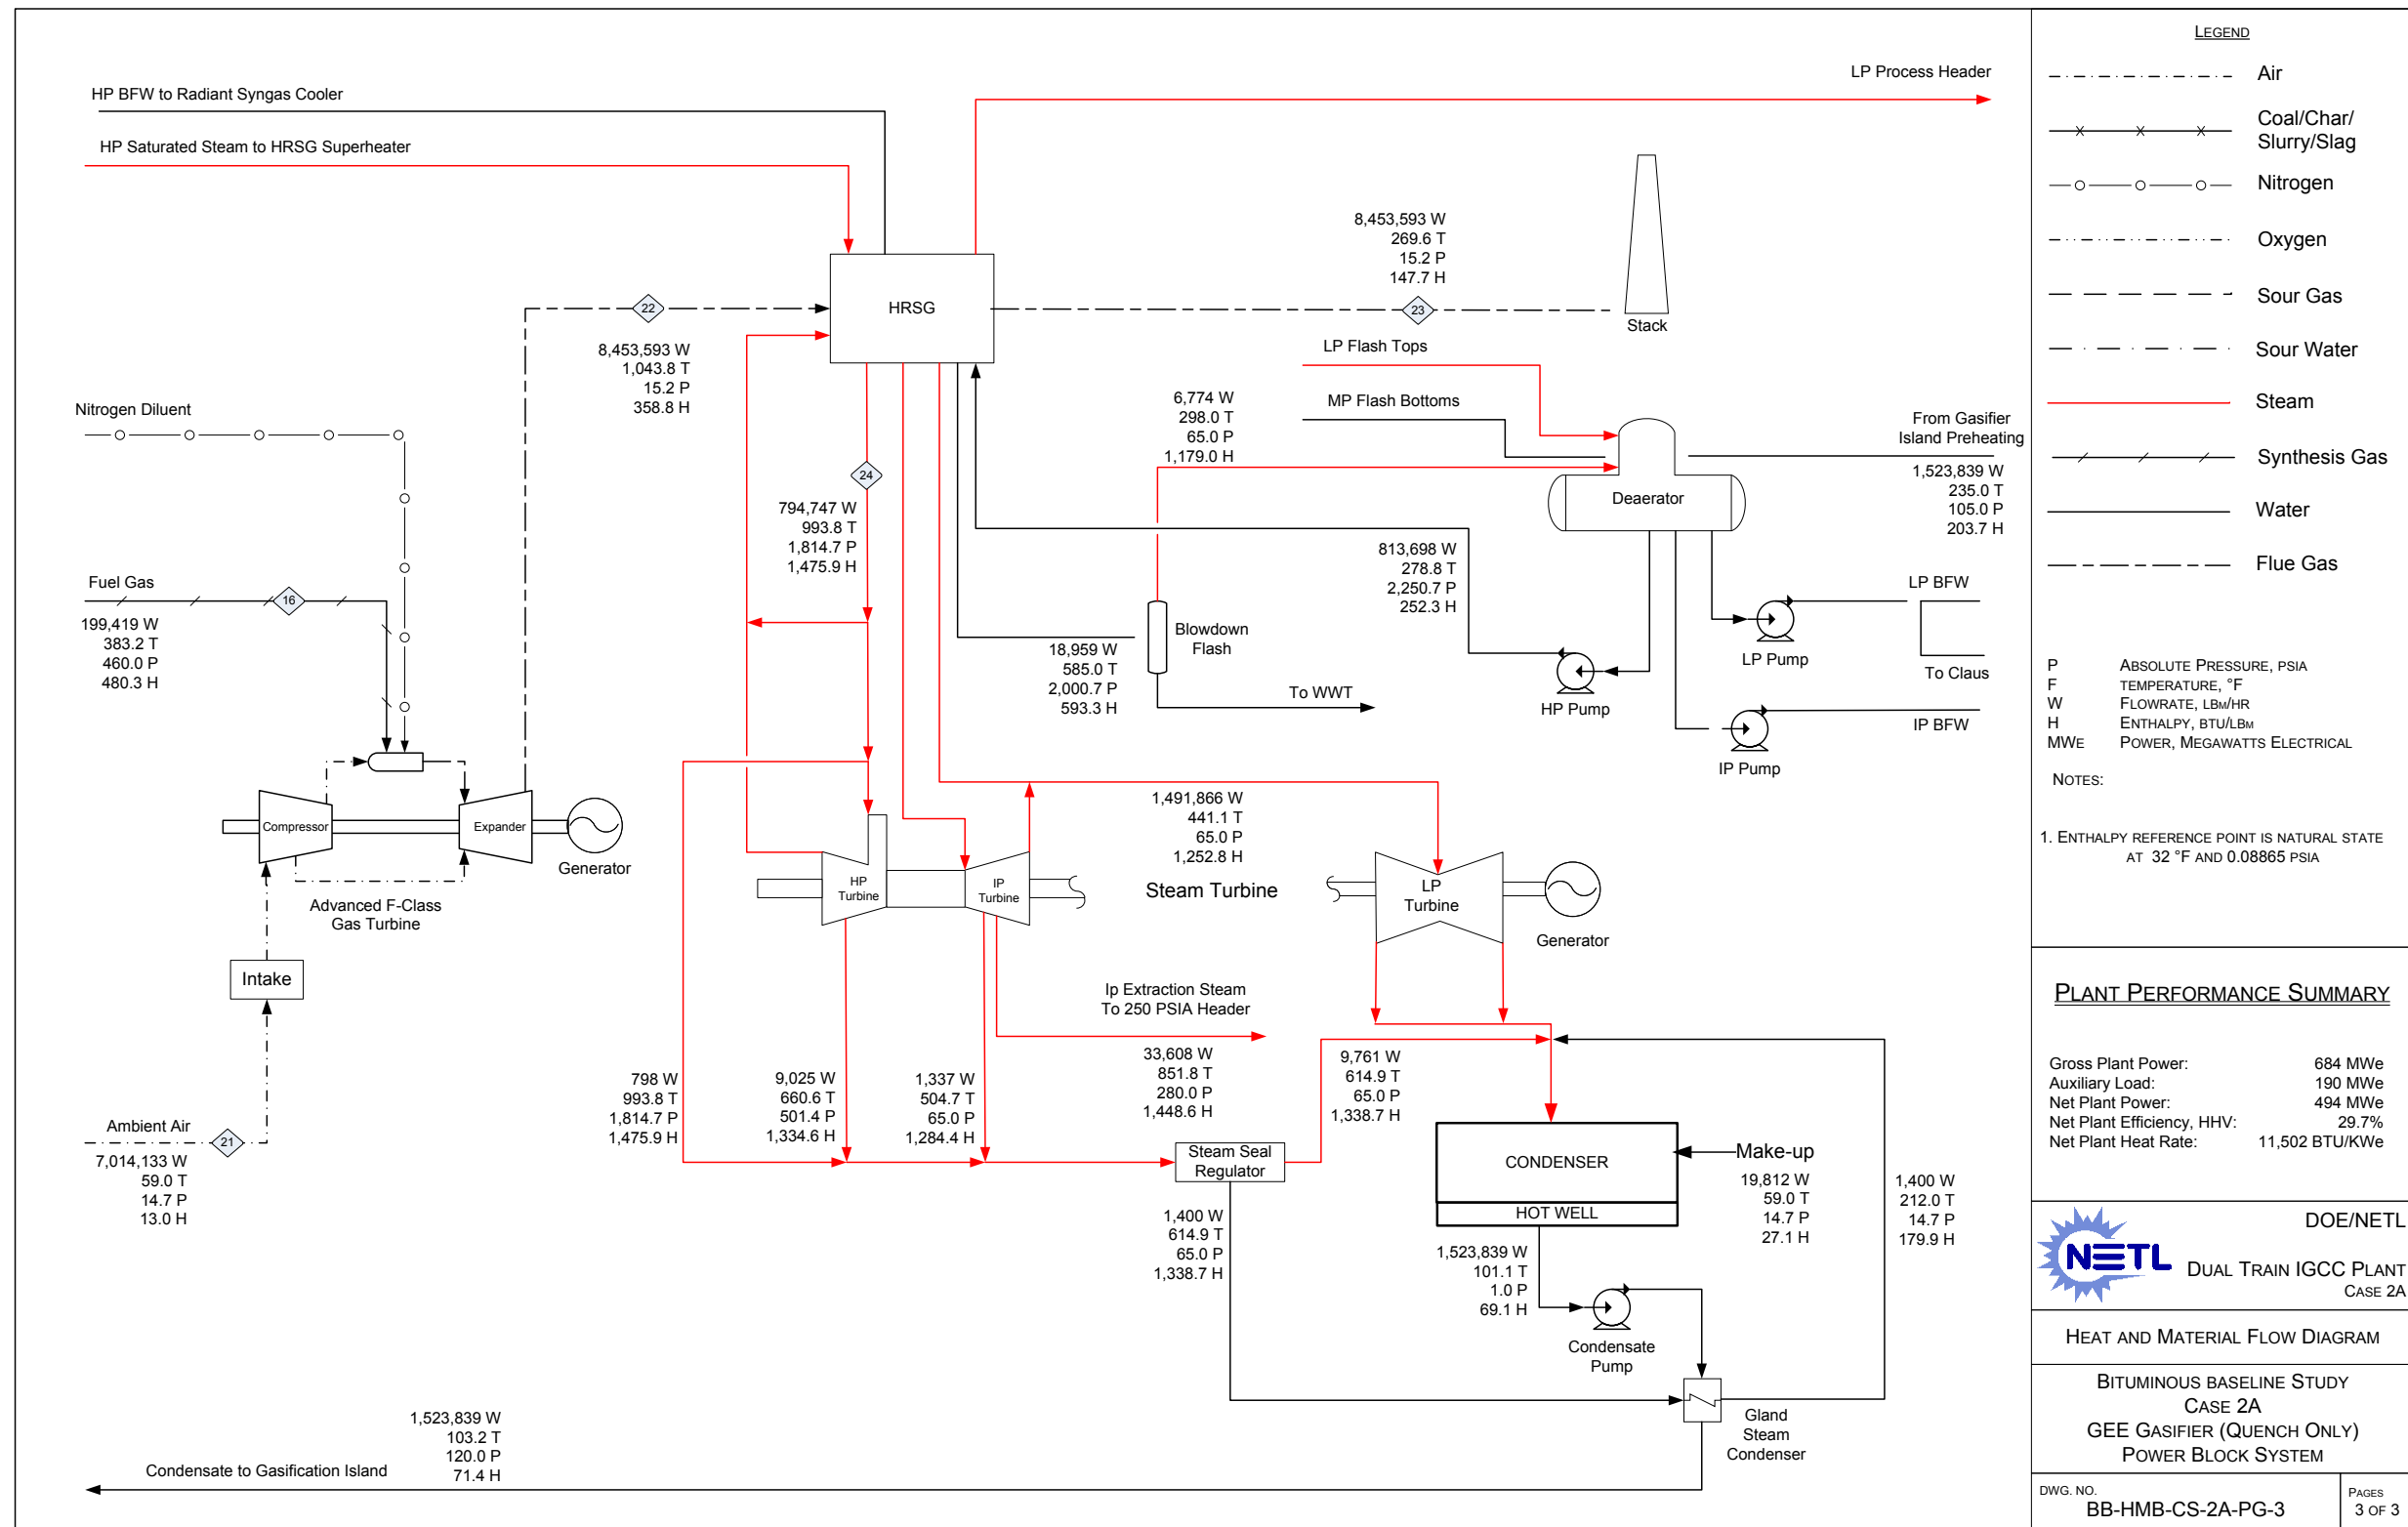 HP BFW to Radiant Syngas Cooler
HP Saturated Steam to HRSG Superheater
LP Process Header
HRSG
22
8,453,593 W
1,043.8 T
15.2 P
358.8 H
8,453,593 W
269.6 T
15.2 P
147.7 H
23
Stack
LP Flash Tops
MP Flash Bottoms
6,774 W
298.0 T
65.0 P
1,179.0 H
From Gasifier
Island Preheating
1,523,839 W
235.0 T
105.0 P
203.7 H
Deaerator
Nitrogen Diluent
24
794,747 W
993.8 T
1,814.7 P
1,475.9 H
813,698 W
278.8 T
2,250.7 P
252.3 H
Fuel Gas
16
199,419 W
383.2 T
460.0 P
480.3 H
Blowdown
Flash
18,959 W
585.0 T
2,000.7 P
593.3 H
To WWT
HP Pump
LP BFW
LP Pump
To Claus
IP BFW
IP Pump
Compressor
Expander
Generator
Advanced F-Class
Gas Turbine
Intake
Ambient Air
21
7,014,133 W
59.0 T
14.7 P
13.0 H
1,491,866 W
441.1 T
65.0 P
1,252.8 H
HP
Turbine
IP
Turbine
Steam Turbine
LP
Turbine
Generator
Ip Extraction Steam
To 250 PSIA Header
798 W
993.8 T
1,814.7 P
1,475.9 H
9,025 W
660.6 T
501.4 P
1,334.6 H
1,337 W
504.7 T
65.0 P
1,284.4 H
33,608 W
851.8 T
280.0 P
1,448.6 H
9,761 W
614.9 T
65.0 P
1,338.7 H
Steam Seal
Regulator
1,400 W
614.9 T
65.0 P
1,338.7 H
CONDENSER
HOT WELL
Make-up
19,812 W
59.0 T
14.7 P
27.1 H
1,400 W
212.0 T
14.7 P
179.9 H
1,523,839 W
101.1 T
1.0 P
69.1 H
Condensate
Pump
Gland
Steam
Condenser
1,523,839 W
103.2 T
120.0 P
71.4 H
Condensate to Gasification Island
LEGEND
Air
Coal/Char/
Slurry/Slag
Nitrogen
Oxygen
Sour Gas
Sour Water
Steam
Synthesis Gas
Water
Flue Gas
P ABSOLUTE PRESSURE, PSIA
F TEMPERATURE, °F
W FLOWRATE, LBM/HR
H ENTHALPY, BTU/LBM
MWE POWER, MEGAWATTS ELECTRICAL
NOTES:
1. ENTHALPY REFERENCE POINT IS NATURAL STATE
AT 32 °F AND 0.08865 PSIA
PLANT PERFORMANCE SUMMARY
Gross Plant Power: 684 MWe
Auxiliary Load: 190 MWe
Net Plant Power: 494 MWe
Net Plant Efficiency, HHV: 29.7%
Net Plant Heat Rate: 11,502 BTU/KWe
NETL
DOE/NETL
DUAL TRAIN IGCC PLANT
CASE 2A
HEAT AND MATERIAL FLOW DIAGRAM
BITUMINOUS BASELINE STUDY
CASE 2A
GEE GASIFIER (QUENCH ONLY)
POWER BLOCK SYSTEM
DWG. NO.
BB-HMB-CS-2A-PG-3
PAGES
3 OF 3